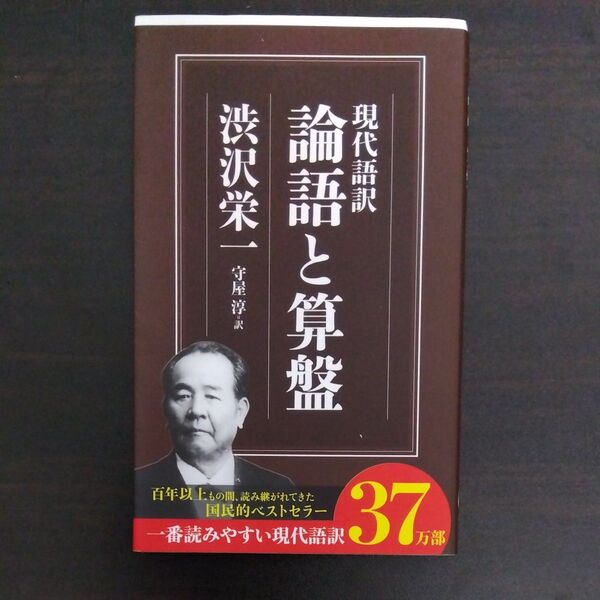 現代語訳
論語と算盤
渋沢栄一
守屋 淳=訳
百年以上もの間、読み継がれてきた
国民的ベストセラー
一番読みやすい現代語訳
37万部